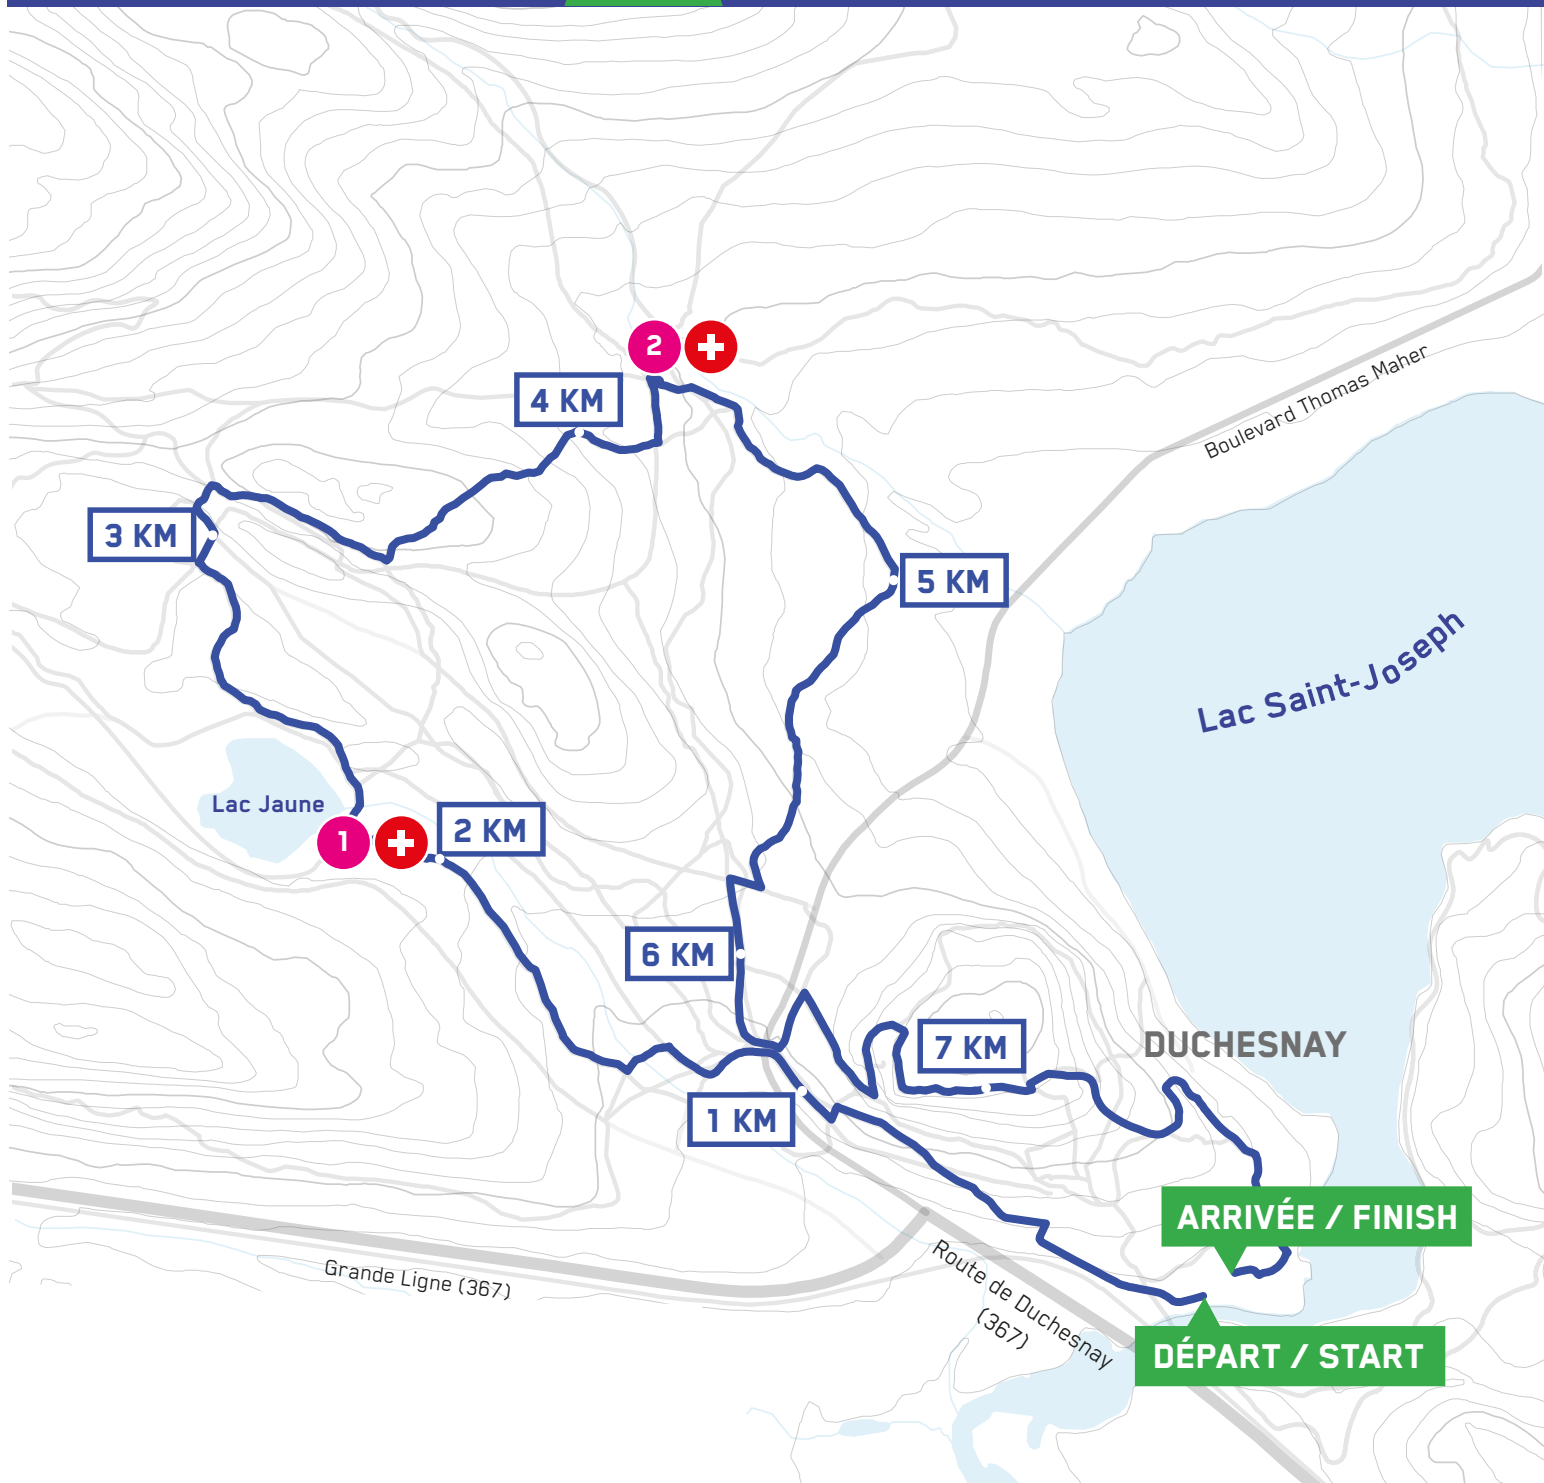 2
4 KM
Boulevard Thomas Maher
3 KM
5 KM
Lac Saint-Joseph
Lac Jaune
1
2 KM
6 KM
7 KM
DUCHESNAY
1 KM
ARRIVÉE / FINISH
Grande Ligne (367)
Route de Duchesnay
(367)
DÉPART / START